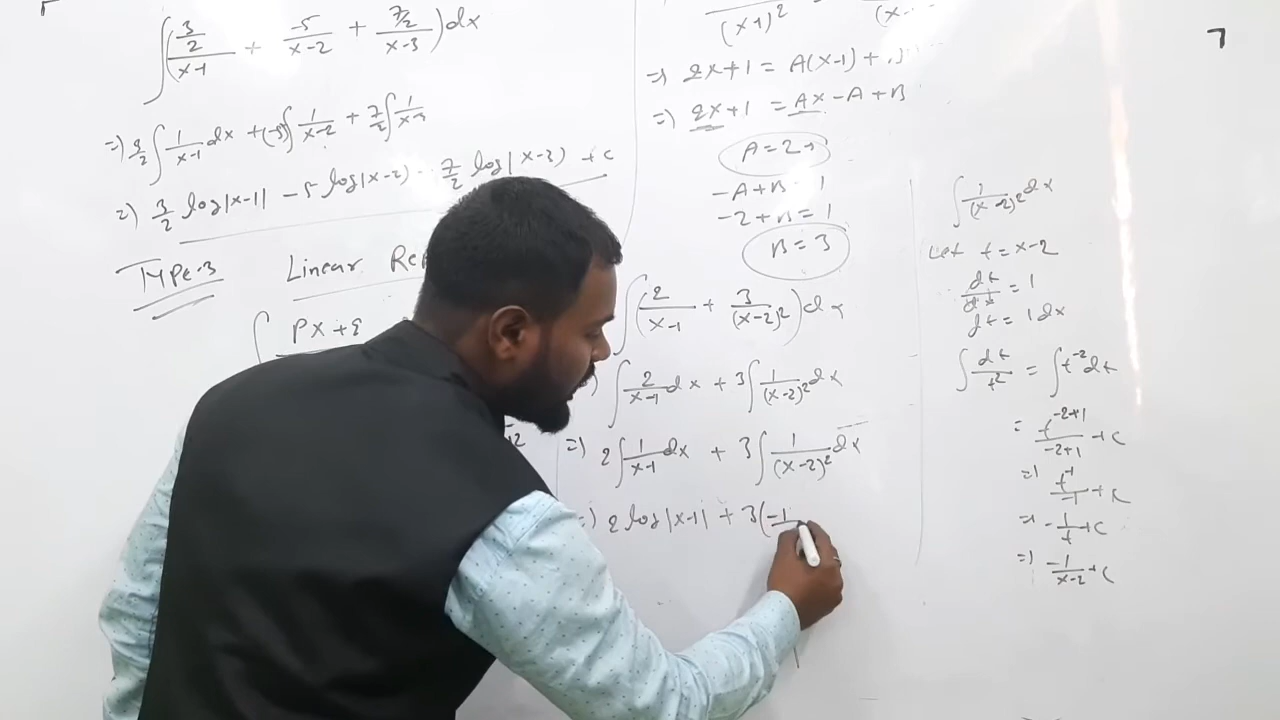 ∫(3/2/(x-1) + -5/(x-2) + 7/2/(x-3))dx
=) 3/2 ∫1/(x-1) dx +(-5)∫1/(x-2) + 7/2∫1/(x-3)
=) 3/2 log|x-1| - 5 log(x-2) 7/2 log|x-3) + c
TYPe-3 Linear
∫ Px+q
(x-1)²
=) 2x+1 = A(x-1) +
=) 2x+1 = Ax-A+B
A=2
-A+B 1
-2+B=1
B=3
∫(2/(x-1) + 3/(x-2)²)dx
∫2/(x-1) dx + 3∫1/(x-2)² dx
=) 2∫1/(x-1) dx + 3∫1/(x-2)² dx
=) 2 log|x-1| + 3(-1
∫1/(x-2)² dx
Let t=x-2
dt/dx = 1
dt = 1dx
∫dt/t² = ∫t⁻²dt
= t⁻²⁺¹/(-2+1) + c
=) t⁻¹/-1 + c
=) -1/t + c
=) -1/(x-2) + c
7